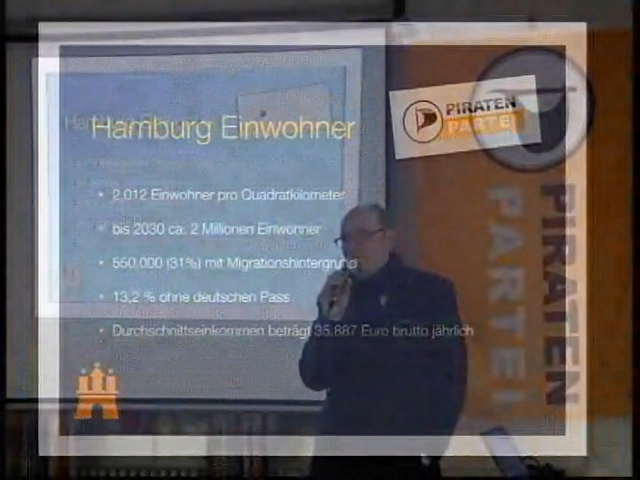 Hamburg Einwohner
PIRATEN
PARTEI
• 2.012 Einwohner pro Quadratkilometer
• bis 2030 ca. 2 Millionen Einwohner
• 550.000 (31%) mit Migrationshintergrund
• 13,2 % ohne deutschen Pass
• Durchschnittseinkommen beträgt 35.887 Euro brutto jährlich
PIRATEN
PARTEI